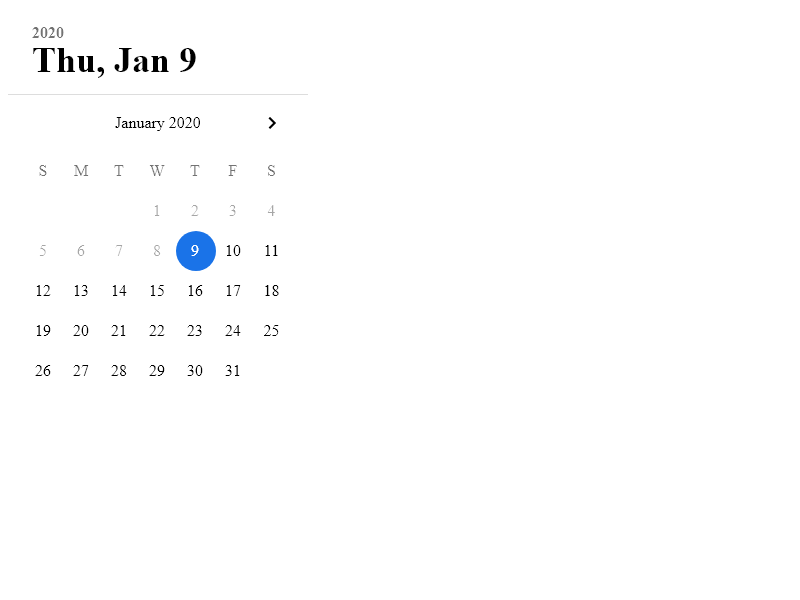 2020
Thu, Jan 9
January 2020
S M T W T F S
1 2 3 4
5 6 7 8 9 10 11
12 13 14 15 16 17 18
19 20 21 22 23 24 25
26 27 28 29 30 31